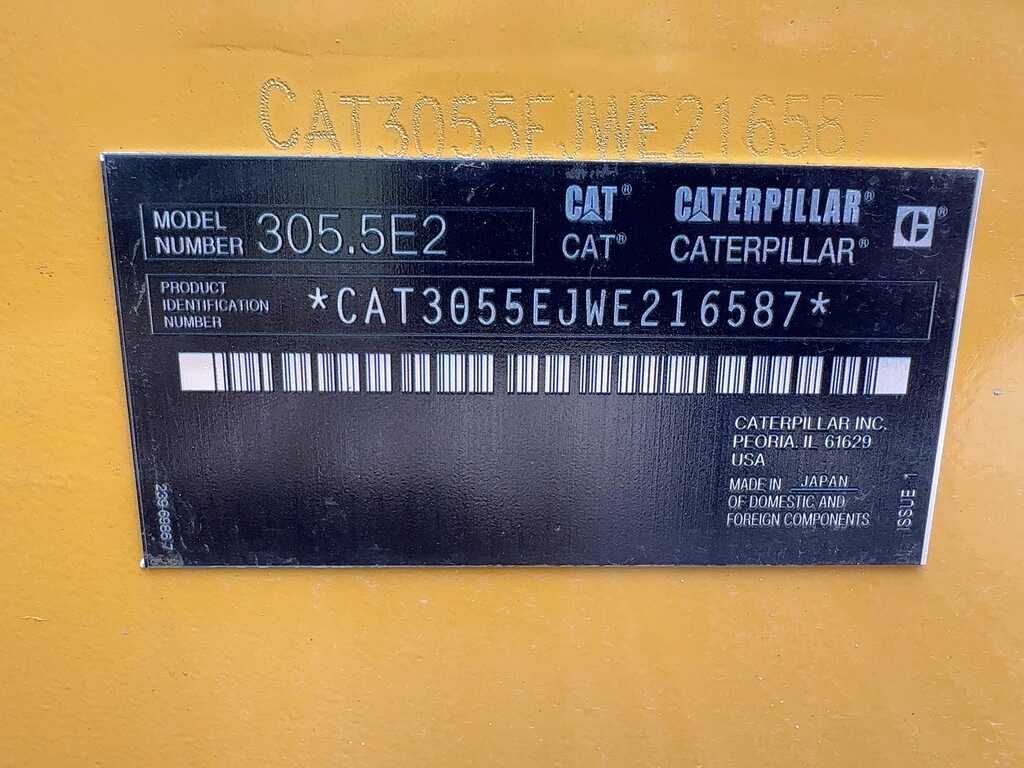 CAT3055EJWE216587
MODEL NUMBER 305.5E2
CAT® CATERPILLAR®
CAT® CATERPILLAR®
PRODUCT IDENTIFICATION NUMBER *CAT3055EJWE216587*
CATERPILLAR INC.
PEORIA, IL 61629
USA
MADE IN JAPAN
OF DOMESTIC AND
FOREIGN COMPONENTS
ISSUE 1